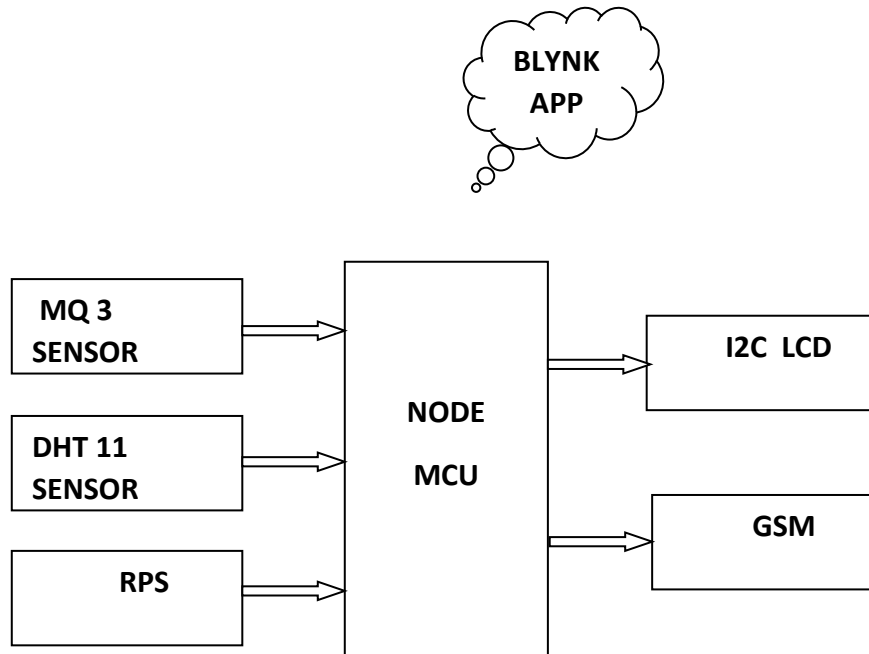 BLYNK
APP
MQ 3
SENSOR
DHT 11
SENSOR
RPS
NODE
MCU
I2C LCD
GSM